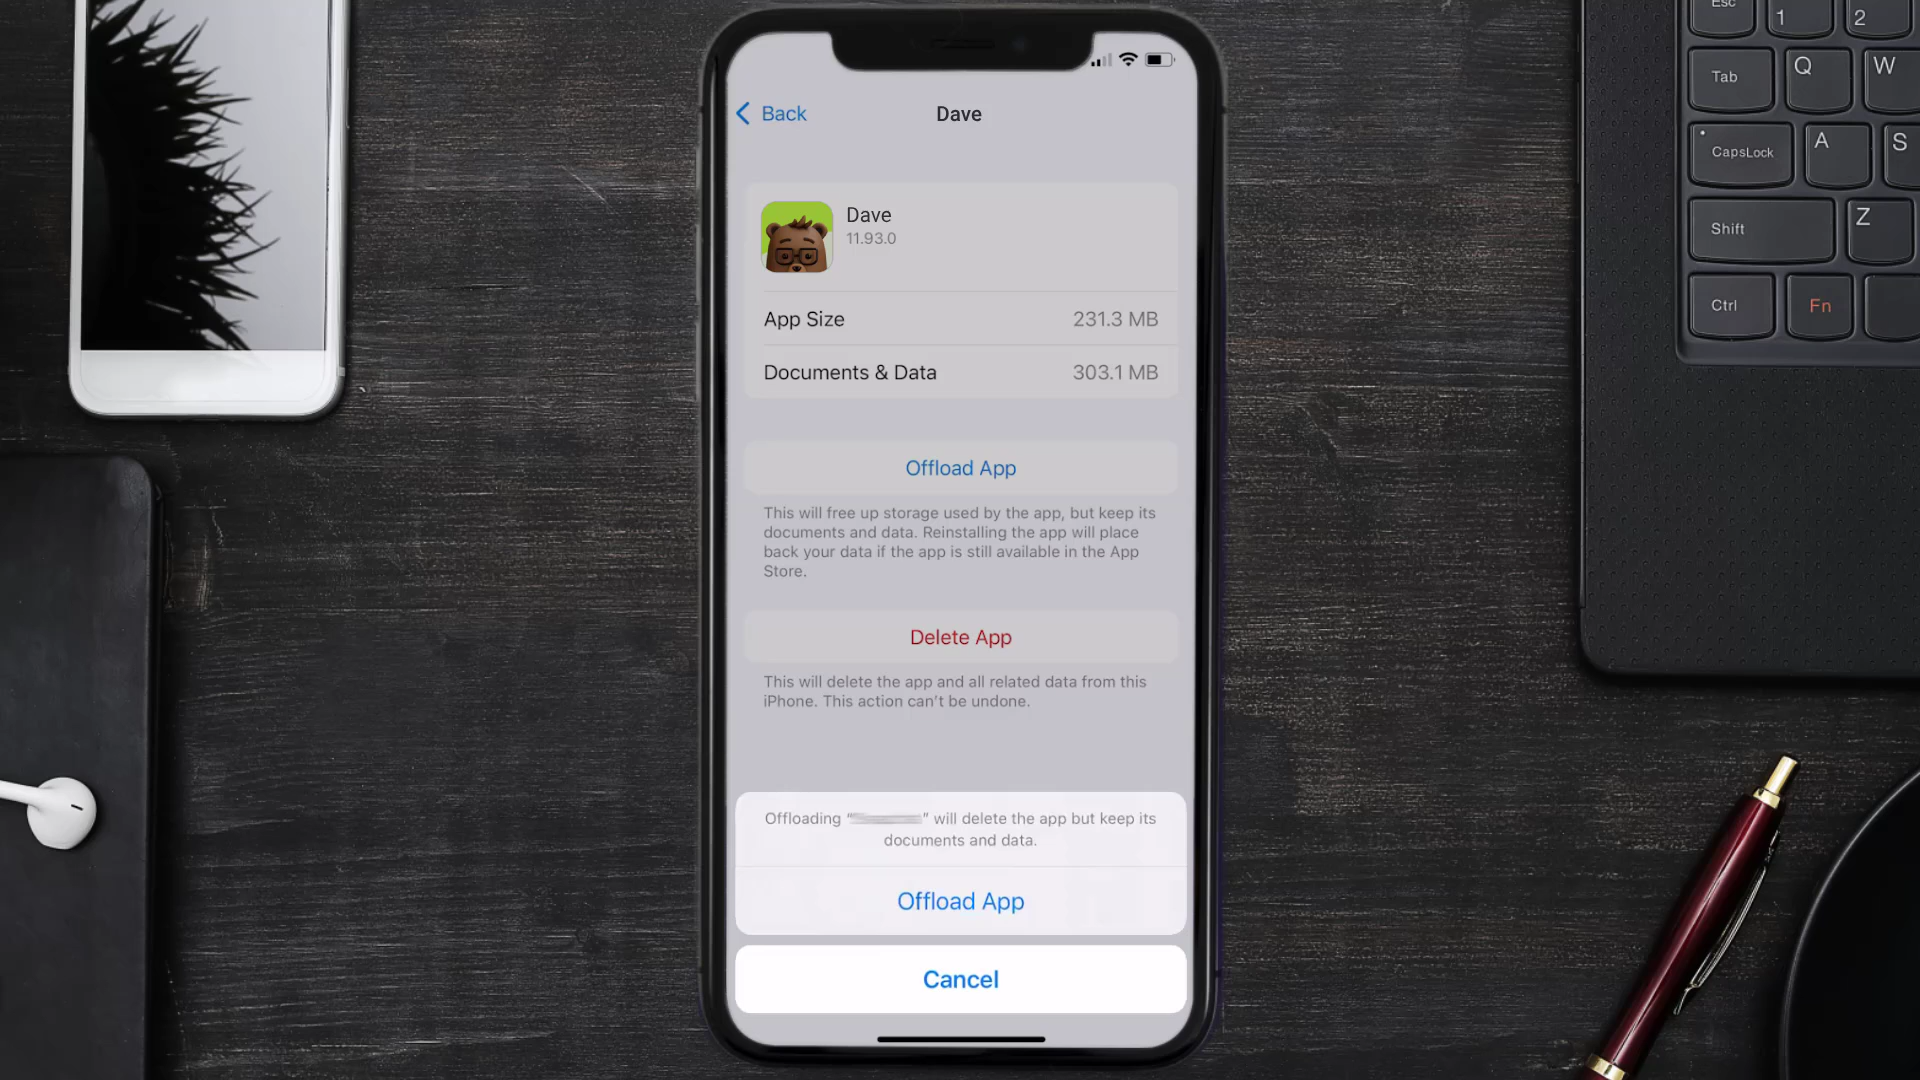 Back
Dave
Dave
11.93.0
App Size 231.3 MB
Documents & Data 303.1 MB
Offload App
This will free up storage used by the app, but keep its
documents and data. Reinstalling the app will place
back your data if the app is still available in the App
Store.
Delete App
This will delete the app and all related data from this
iPhone. This action can't be undone.
Offloading "" will delete the app but keep its
documents and data.
Offload App
Cancel
Esc 1 2
Tab Q W
CapsLock A S
Shift Z
Ctrl Fn